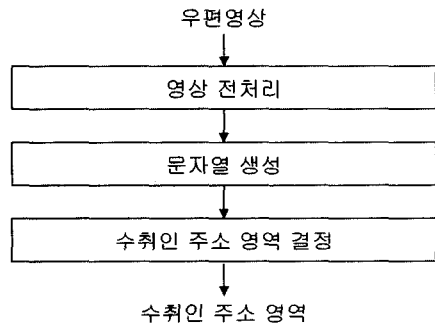 우편영상
영상 전처리
문자열 생성
수취인 주소 영역 결정
수취인 주소 영역